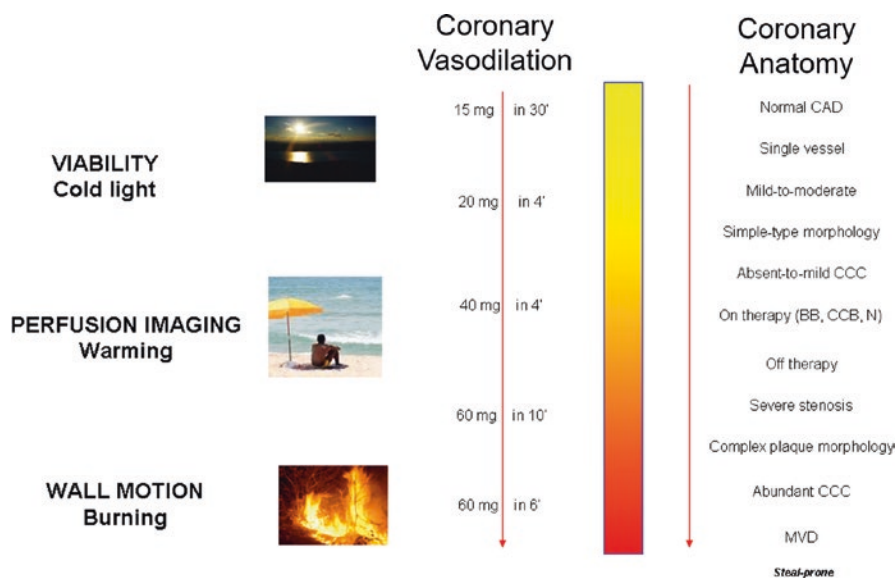 Coronary
Vasodilation
Coronary
Anatomy
VIABILITY
Cold light
PERFUSION IMAGING
Warming
WALL MOTION
Burning
15 mg in 30'
20 mg in 4'
40 mg in 4'
60 mg in 10'
60 mg in 6'
Normal CAD
Single vessel
Mild-to-moderate
Simple-type morphology
Absent-to-mild CCC
On therapy (BB, CCB, N)
Off therapy
Severe stenosis
Complex plaque morphology
Abundant CCC
MVD
Steal-prone